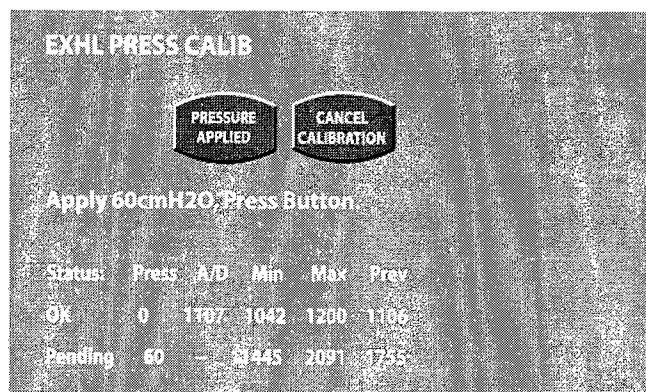 EXHL PRESS CALIB
PRESSURE APPLIED
CANCEL CALIBRATION
Apply 60cmH2O, Press Button.
Status: Press A/D Min Max Prev
OK 0 1107 1042 1200 1106
Pending 60 -- 1445 2091 1755